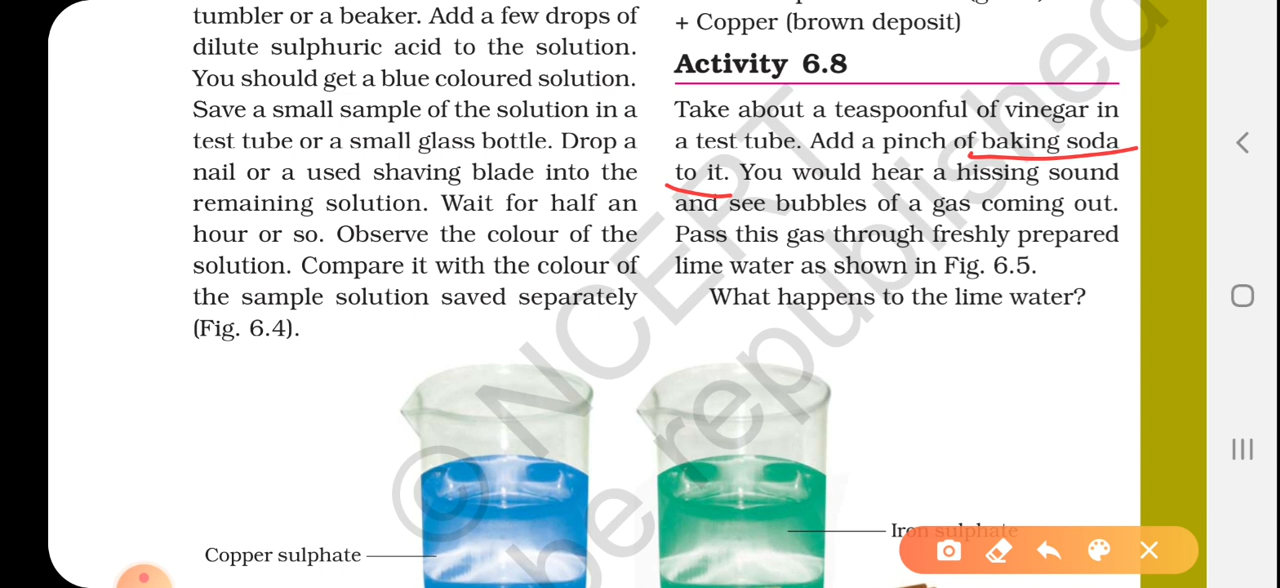 tumbler or a beaker. Add a few drops of
dilute sulphuric acid to the solution.
You should get a blue coloured solution.
Save a small sample of the solution in a
test tube or a small glass bottle. Drop a
nail or a used shaving blade into the
remaining solution. Wait for half an
hour or so. Observe the colour of the
solution. Compare it with the colour of
the sample solution saved separately
(Fig. 6.4).
+ Copper (brown deposit)
Activity 6.8
Take about a teaspoonful of vinegar in
a test tube. Add a pinch of baking soda
to it. You would hear a hissing sound
and see bubbles of a gas coming out.
Pass this gas through freshly prepared
lime water as shown in Fig. 6.5.
What happens to the lime water?
Copper sulphate
Iron sulphate
© NCERT
be republished